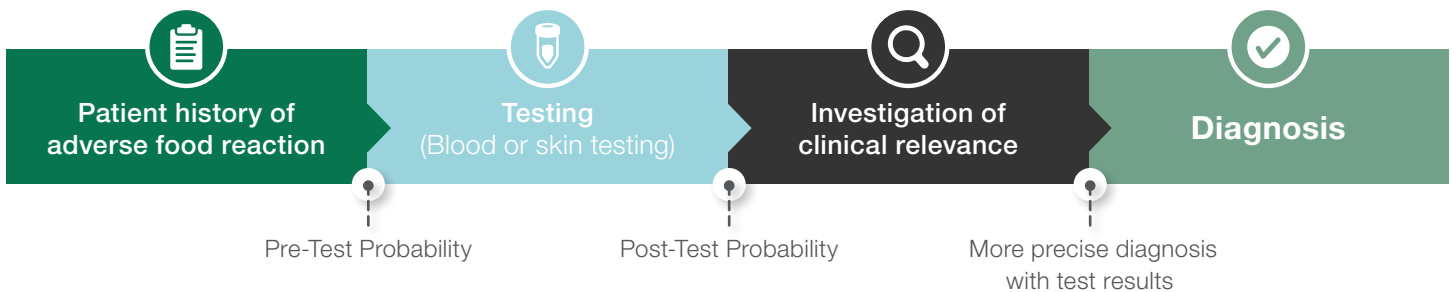 Patient history of
adverse food reaction
Testing
(Blood or skin testing)
Investigation of
clinical relevance
Diagnosis
Pre-Test Probability
Post-Test Probability
More precise diagnosis
with test results